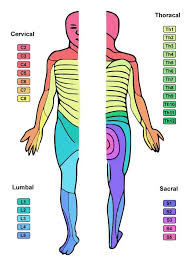 Cervical
C2
C3
C4
C5
C6
C7
C8
Thoracal
Th1
Th2
Th3
Th4
Th5
Th6
Th7
Th8
Th9
Th10
Th11
Th12
Lumbal
L1
L2
L3
L4
L5
Sacral
S1
S2
S3
S4
S5